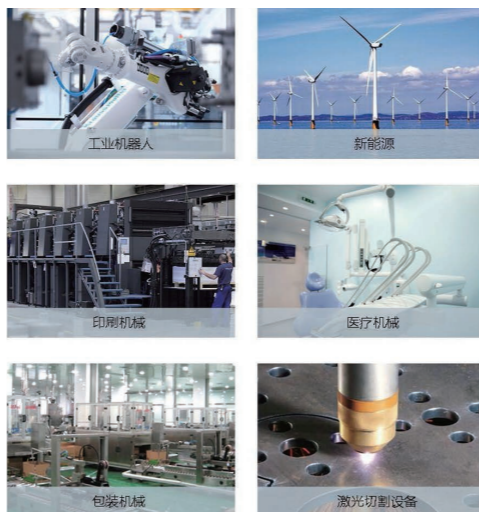 工业机器人
新能源
印刷机械
医疗机械
包装机械
激光切割设备